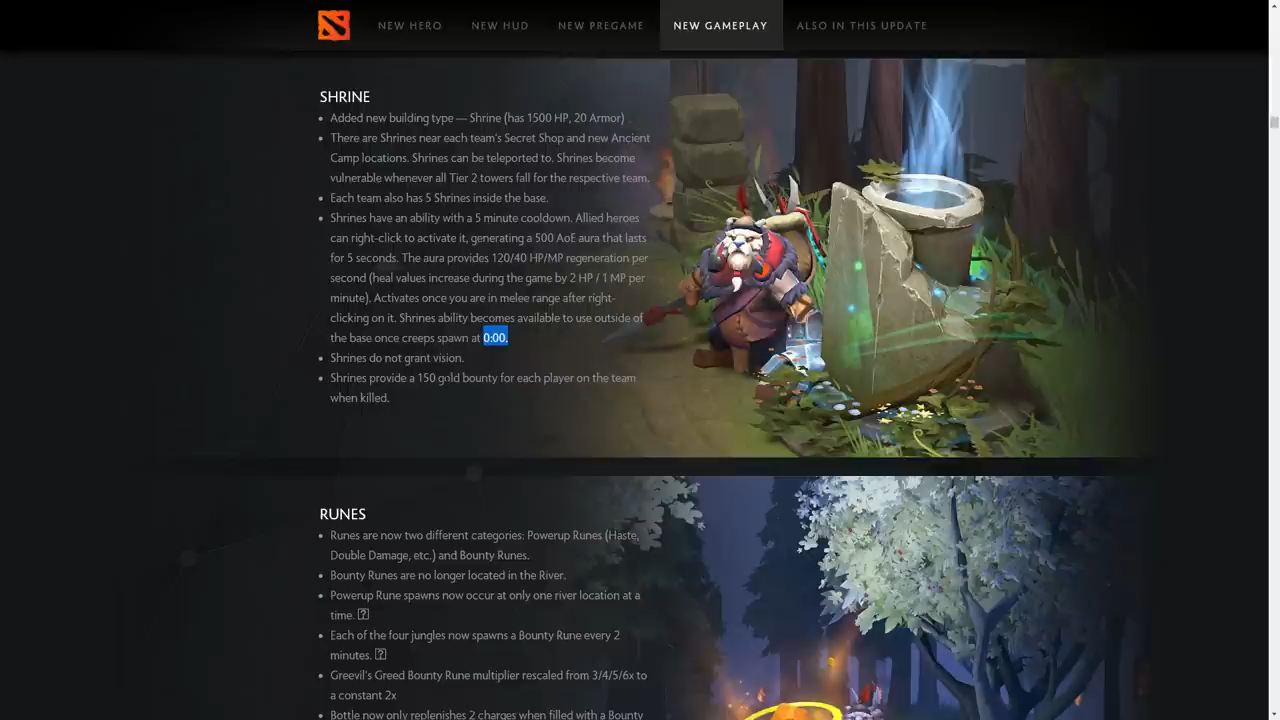 NEW HERO NEW HUD NEW PREGAME NEW GAMEPLAY ALSO IN THIS UPDATE
SHRINE
Added new building type — Shrine (has 1500 HP, 20 Armor)
There are Shrines near each team's Secret Shop and new Ancient
Camp locations. Shrines can be teleported to. Shrines become
vulnerable whenever all Tier 2 towers fall for the respective team.
Each team also has 5 Shrines inside the base.
Shrines have an ability with a 5 minute cooldown. Allied heroes
can right-click to activate it, generating a 500 AoE aura that lasts
for 5 seconds. The aura provides 120/40 HP/MP regeneration per
second (heal values increase during the game by 2 HP / 1 MP per
minute). Activates once you are in melee range after right-
clicking on it. Shrines ability becomes available to use outside of
the base once creeps spawn at 0:00.
Shrines do not grant vision.
Shrines provide a 150 gold bounty for each player on the team
when killed.
RUNES
Runes are now two different categories: Powerup Runes (Haste,
Double Damage, etc.) and Bounty Runes.
Bounty Runes are no longer located in the River.
Powerup Rune spawns now occur at only one river location at a
time. [?]
Each of the four jungles now spawns a Bounty Rune every 2
minutes. [?]
Greevil's Greed Bounty Rune multiplier rescaled from 3/4/5/6x to
a constant 2x
Bottle now only replenishes 2 charges when filled with a Bounty